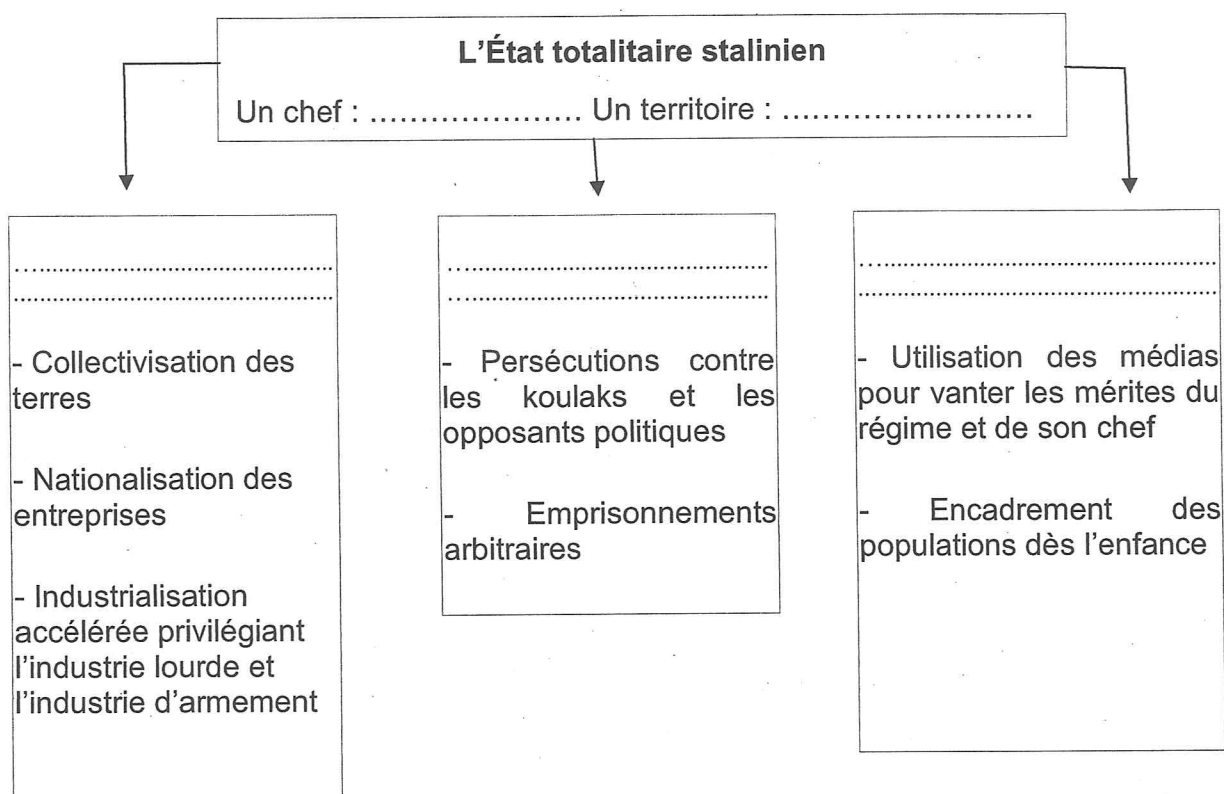 L'État totalitaire stalinien
Un chef : ..................... Un territoire : .........................
.....................................................
.....................................................
- Collectivisation des
terres
- Nationalisation des
entreprises
- Industrialisation
accélérée privilégiant
l'industrie lourde et
l'industrie d'armement
.....................................................
.....................................................
- Persécutions contre
les koulaks et les
opposants politiques
- Emprisonnements
arbitraires
.....................................................
.....................................................
- Utilisation des médias
pour vanter les mérites du
régime et de son chef
- Encadrement des
populations dès l'enfance